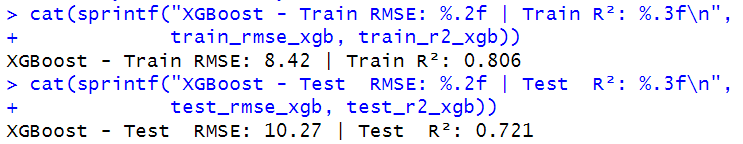 > cat(sprintf("XGBoost - Train RMSE: %.2f | Train R²: %.3f\n",
+             train_rmse_xgb, train_r2_xgb))
XGBoost - Train RMSE: 8.42 | Train R²: 0.806
> cat(sprintf("XGBoost - Test  RMSE: %.2f | Test  R²: %.3f\n",
+             test_rmse_xgb, test_r2_xgb))
XGBoost - Test  RMSE: 10.27 | Test  R²: 0.721